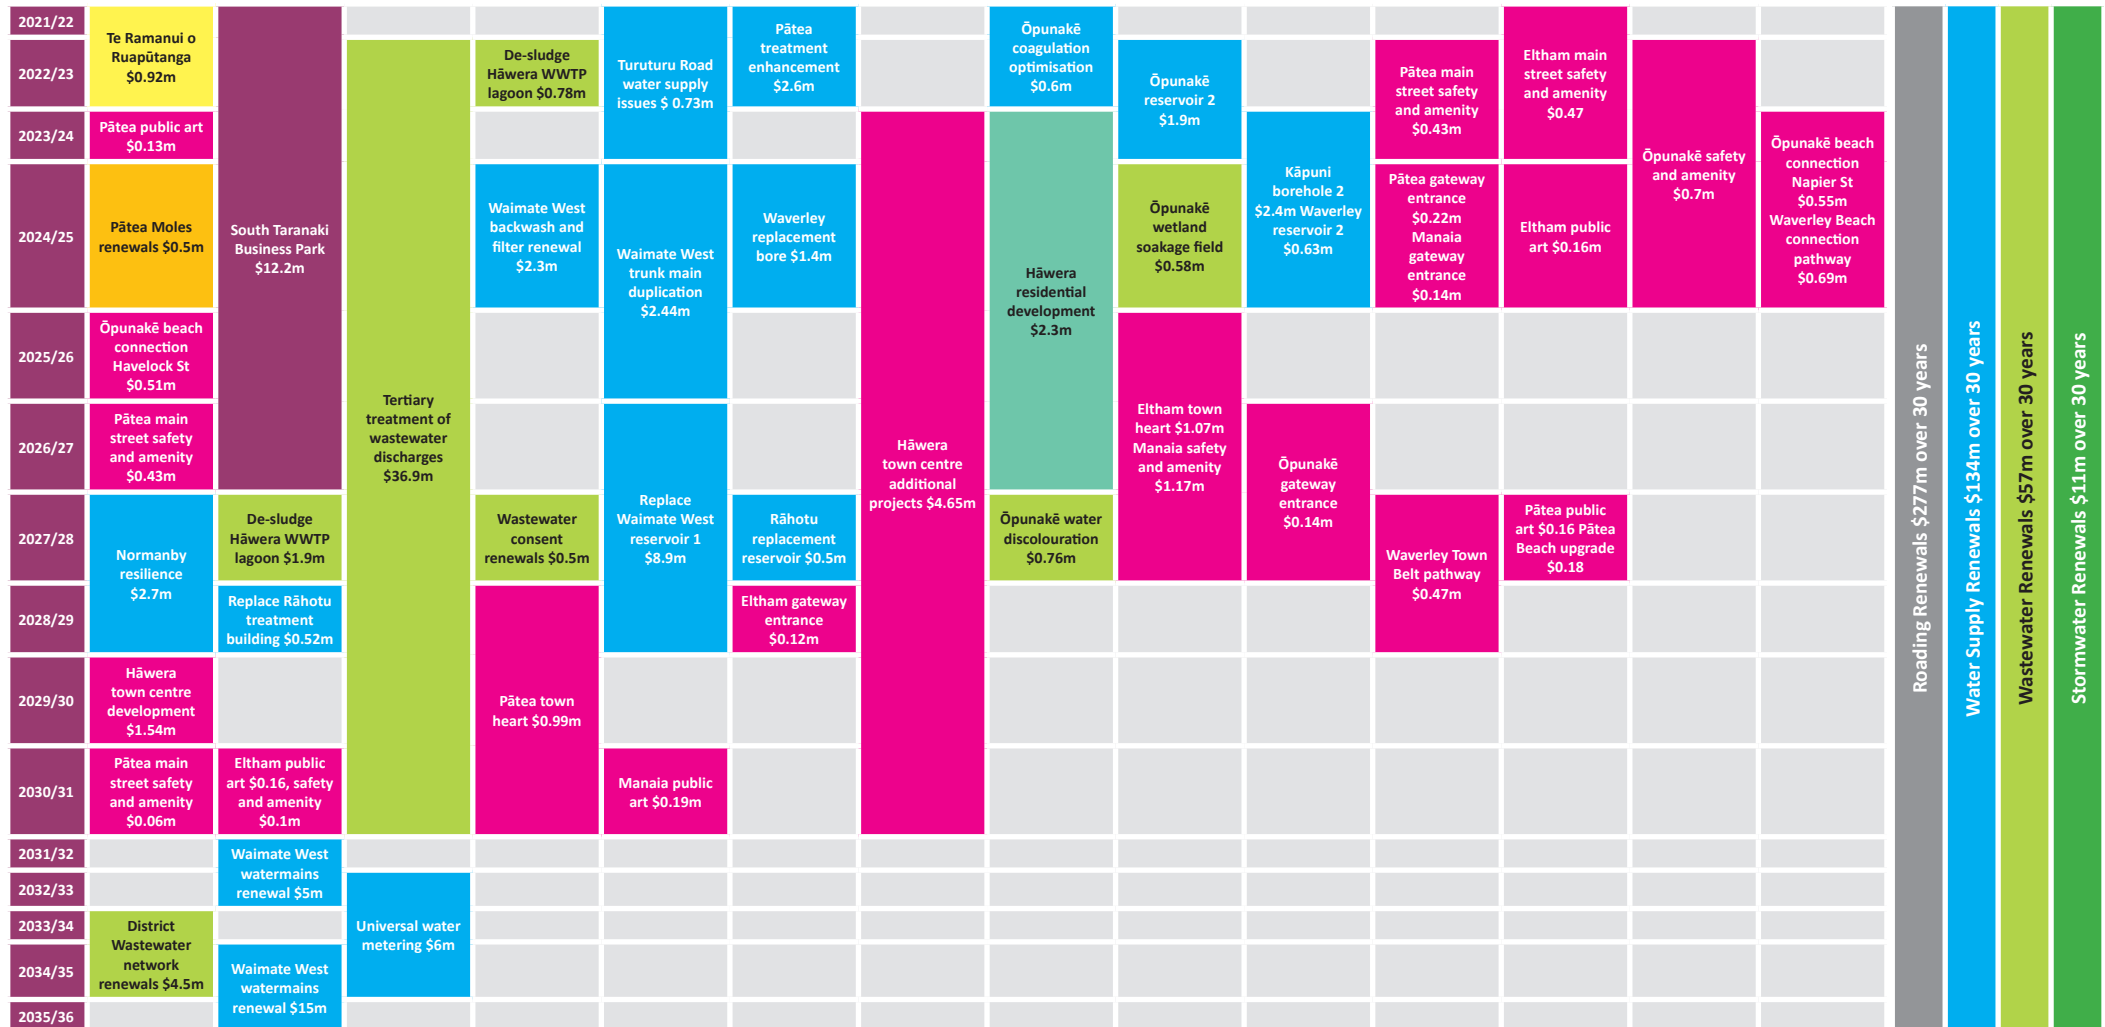 2021/22
2022/23
2023/24
2024/25
2025/26
2026/27
2027/28
2028/29
2029/30
2030/31
2031/32
2032/33
2033/34
2034/35
2035/36
Te Ramanui o
Ruapūtanga
$0.92m
Pātea public art
$0.13m
Pātea Moles
renewals $0.5m
Ōpunakē beach
connection
Havelock St
$0.51m
Pātea main
street safety
and amenity
$0.43m
Normanby
resilience
$2.7m
Hāwera
town centre
development
$1.54m
Pātea main
street safety
and amenity
$0.06m
District
Wastewater
network
renewals $4.5m
South Taranaki
Business Park
$12.2m
De-sludge
Hāwera WWTP
lagoon $1.9m
Replace Rāhotu
treatment
building $0.52m
Eltham public
art $0.16, safety
and amenity
$0.1m
Waimate West
watermains
renewal $5m
Waimate West
watermains
renewal $15m
Tertiary
treatment of
wastewater
discharges
$36.9m
Universal water
metering $6m
De-sludge
Hāwera WWTP
lagoon $0.78m
Waimate West
backwash and
filter renewal
$2.3m
Wastewater
consent
renewals $0.5m
Pātea town
heart $0.99m
Turuturu Road
water supply
issues $ 0.73m
Waimate West
trunk main
duplication
$2.44m
Replace
Waimate West
reservoir 1
$8.9m
Manaia public
art $0.19m
Pātea
treatment
enhancement
$2.6m
Waverley
replacement
bore $1.4m
Rāhotu
replacement
reservoir $0.5m
Eltham gateway
entrance
$0.12m
Hāwera
town centre
additional
projects $4.65m
Ōpunakē
coagulation
optimisation
$0.6m
Hāwera
residential
development
$2.3m
Ōpunakē water
discolouration
$0.76m
Ōpunakē
reservoir 2
$1.9m
Ōpunakē
wetland
soakage field
$0.58m
Eltham town
heart $1.07m
Manaia safety
and amenity
$1.17m
Kāpuni
borehole 2
$2.4m Waverley
reservoir 2
$0.63m
Ōpunakē
gateway
entrance
$0.14m
Pātea main
street safety
and amenity
$0.43m
Pātea gateway
entrance
$0.22m
Manaia
gateway
entrance
$0.14m
Waverley Town
Belt pathway
$0.47m
Eltham main
street safety
and amenity
$0.47
Eltham public
art $0.16m
Pātea public
art $0.16 Pātea
Beach upgrade
$0.18
Ōpunakē safety
and amenity
$0.7m
Ōpunakē beach
connection
Napier St
$0.55m
Waverley Beach
connection
pathway
$0.69m
Roading Renewals $277m over 30 years
Water Supply Renewals $134m over 30 years
Wastewater Renewals $57m over 30 years
Stormwater Renewals $11m over 30 years